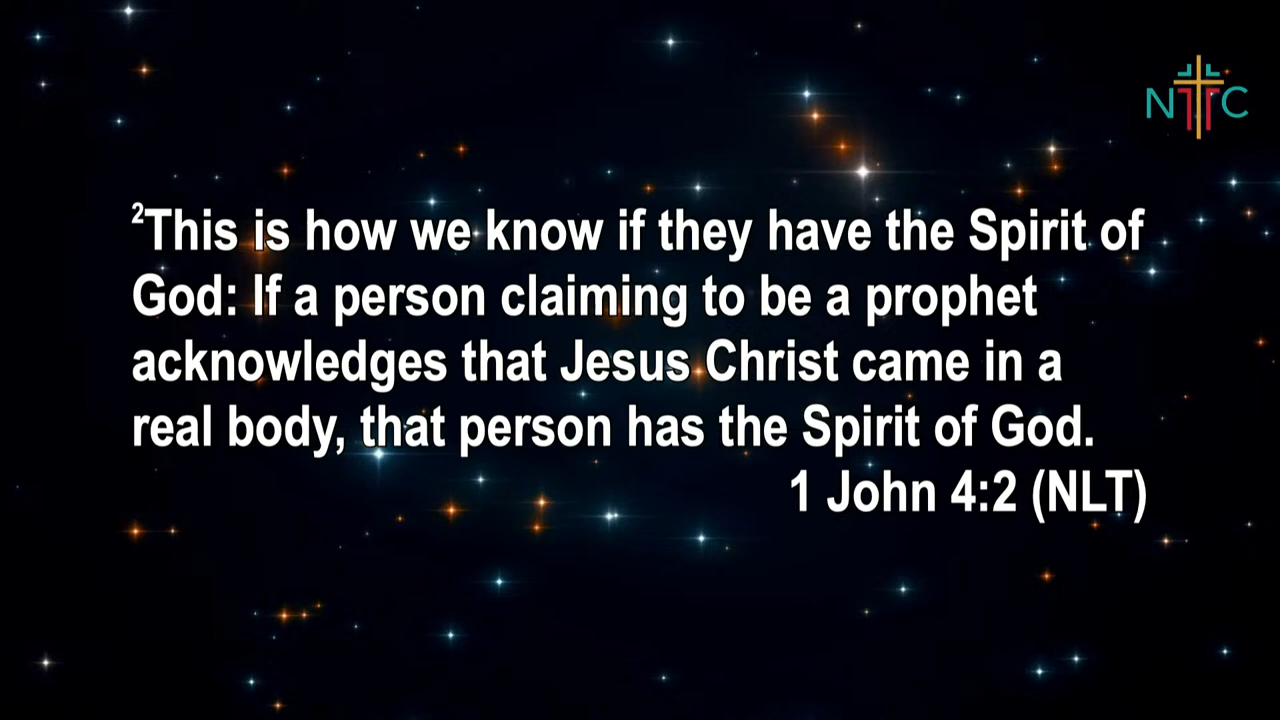 NTTC
²This is how we know if they have the Spirit of
God: If a person claiming to be a prophet
acknowledges that Jesus Christ came in a
real body, that person has the Spirit of God.
1 John 4:2 (NLT)